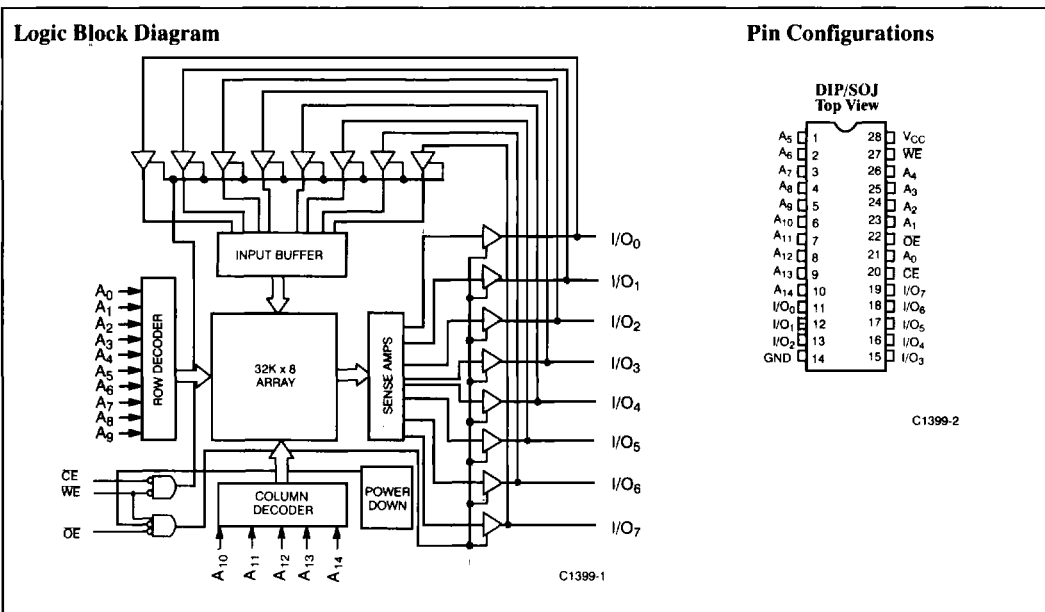 Logic Block Diagram
INPUT BUFFER
A0
A1
A2
A3
A4
A5
A6
A7
A8
A9
ROW DECODER
32K x 8
ARRAY
SENSE AMPS
I/O0
I/O1
I/O2
I/O3
I/O4
I/O5
I/O6
I/O7
CE
WE
OE
COLUMN
DECODER
POWER
DOWN
A10
A11
A12
A13
A14
C1399-1
Pin Configurations
DIP/SOJ
Top View
A5 1 28 VCC
A6 2 27 WE
A7 3 26 A4
A8 4 25 A3
A9 5 24 A2
A10 6 23 A1
A11 7 22 OE
A12 8 21 A0
A13 9 20 CE
A14 10 19 I/O7
I/O0 11 18 I/O6
I/O1 12 17 I/O5
I/O2 13 16 I/O4
GND 14 15 I/O3
C1399-2